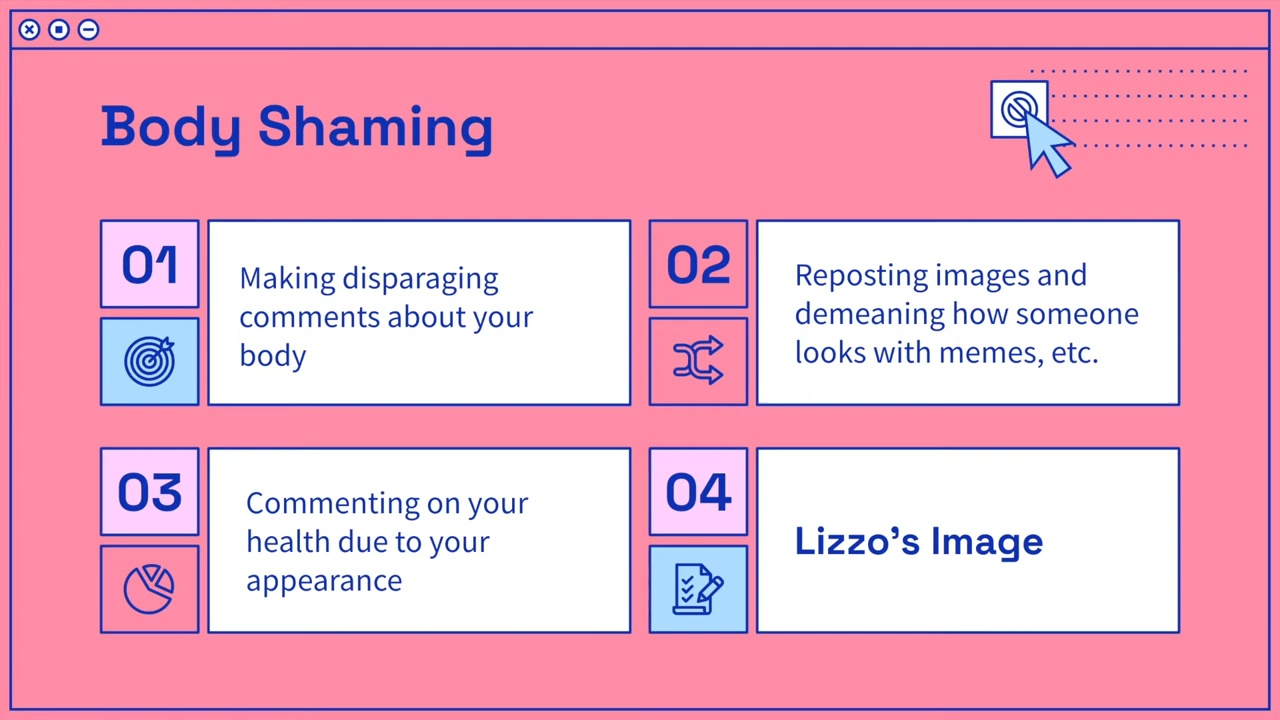 Body Shaming
01
Making disparaging
comments about your
body
02
Reposting images and
demeaning how someone
looks with memes, etc.
03
Commenting on your
health due to your
appearance
04
Lizzo’s Image